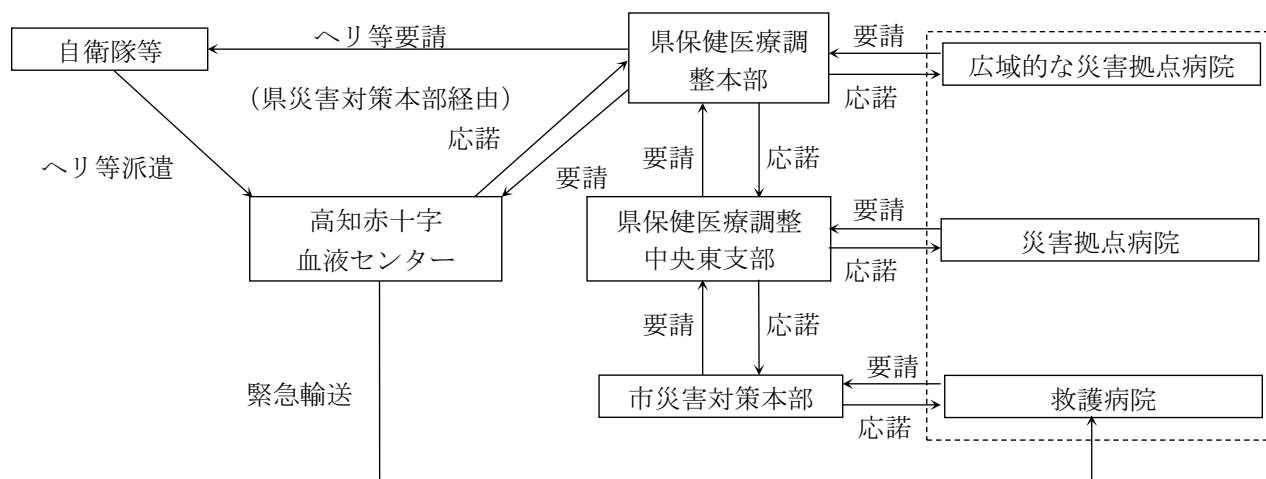 自衛隊等
ヘリ等要請
県保健医療調
整本部
要請
広域的な災害拠点病院
応諾
（県災害対策本部経由）
応諾
ヘリ等派遣
要請
要請
応諾
高知赤十字
血液センター
県保健医療調整
中央東支部
要請
災害拠点病院
応諾
要請
応諾
緊急輸送
市災害対策本部
要請
救護病院
応諾